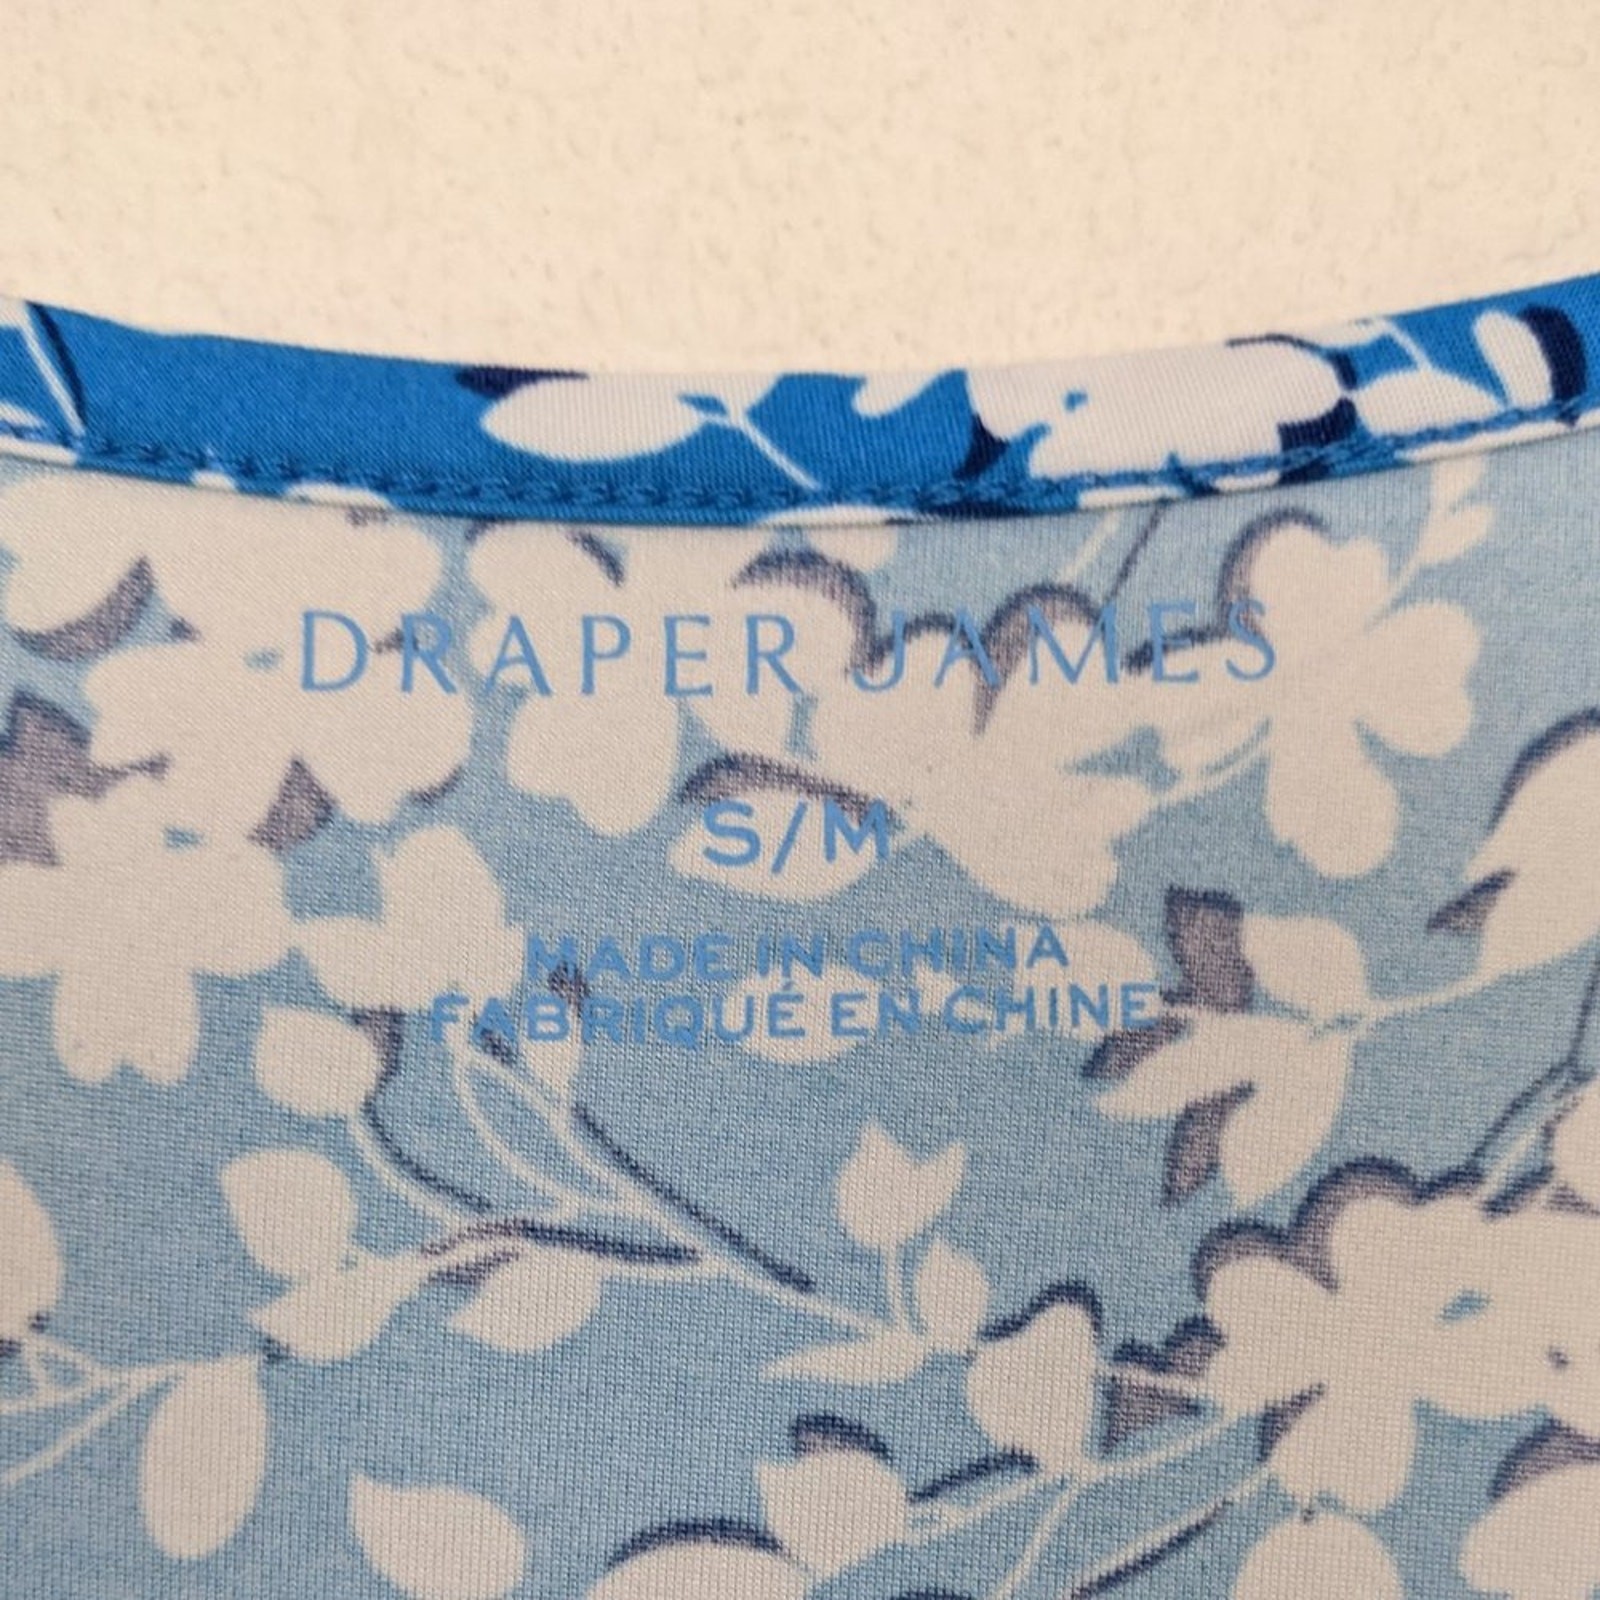 DRAPER JAMES
S/M
MADE IN CHINA
FABRIQUÉ EN CHINE